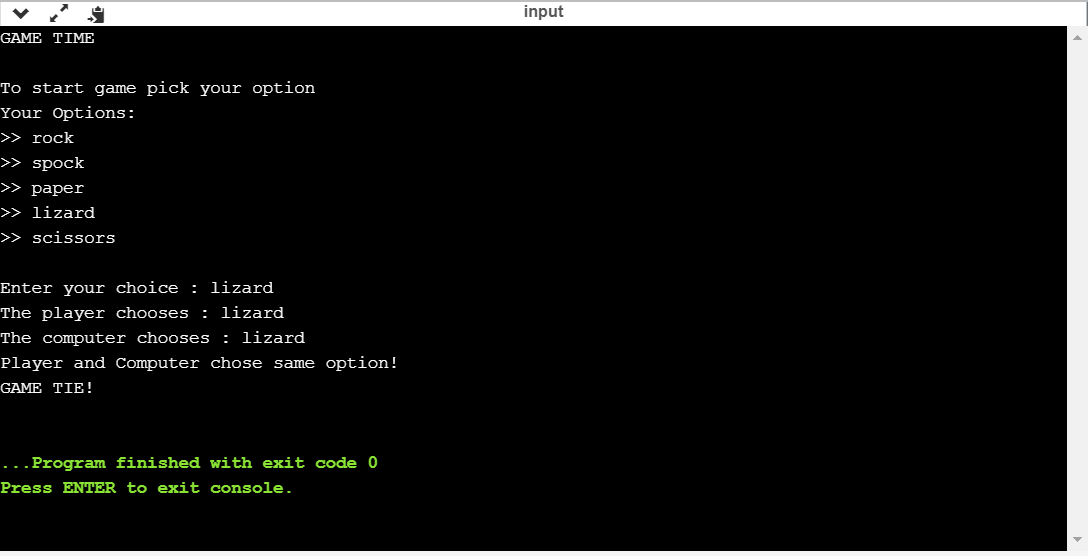 input
GAME TIME
To start game pick your option
Your Options:
>> rock
>> spock
>> paper
>> lizard
>> scissors
Enter your choice : lizard
The player chooses : lizard
The computer chooses : lizard
Player and Computer chose same option!
GAME TIE!
...Program finished with exit code 0
Press ENTER to exit console.